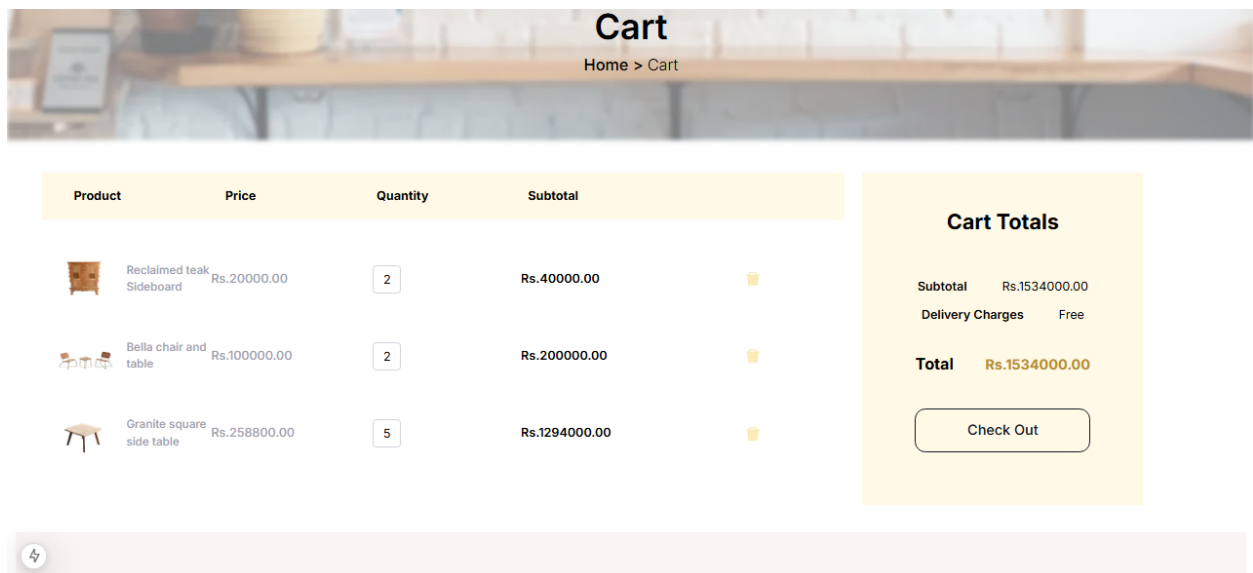 Cart
Home > Cart
Product Price Quantity Subtotal
Reclaimed teak
Sideboard
Rs.20000.00 2 Rs.40000.00
Bella chair and
table
Rs.100000.00 2 Rs.200000.00
Granite square
side table
Rs.258800.00 5 Rs.1294000.00
Cart Totals
Subtotal Rs.1534000.00
Delivery Charges Free
Total Rs.1534000.00
Check Out